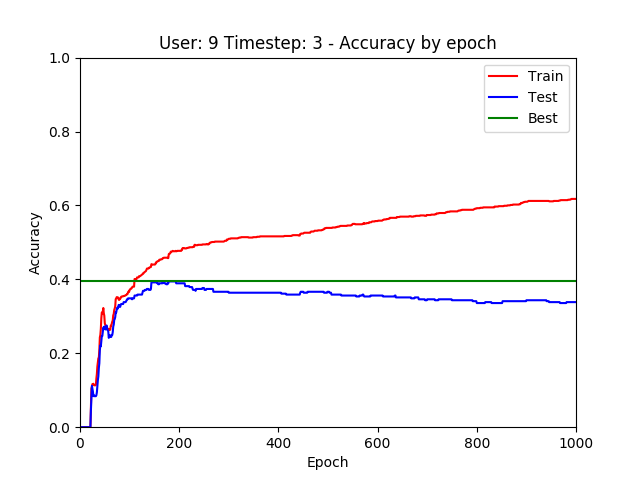 User: 9 Timestep: 3 - Accuracy by epoch
1.0
0.8
0.6
0.4
0.2
0.0
Accuracy
Train
Test
Best
0 200 400 600 800 1000
Epoch